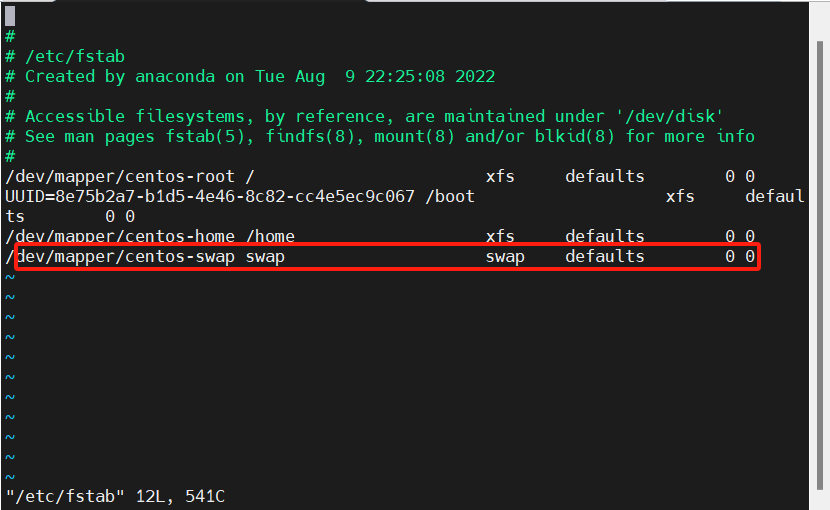 #
# /etc/fstab
# Created by anaconda on Tue Aug  9 22:25:08 2022
#
# Accessible filesystems, by reference, are maintained under '/dev/disk'
# See man pages fstab(5), findfs(8), mount(8) and/or blkid(8) for more info
#
/dev/mapper/centos-root /                       xfs     defaults        0 0
UUID=8e75b2a7-b1d5-4e46-8c82-cc4e5ec9c067 /boot                   xfs     defaul
ts        0 0
/dev/mapper/centos-home /home                   xfs     defaults        0 0
/dev/mapper/centos-swap swap                    swap    defaults        0 0
~
~
~
~
~
~
~
~
~
~
~
"/etc/fstab" 12L, 541C